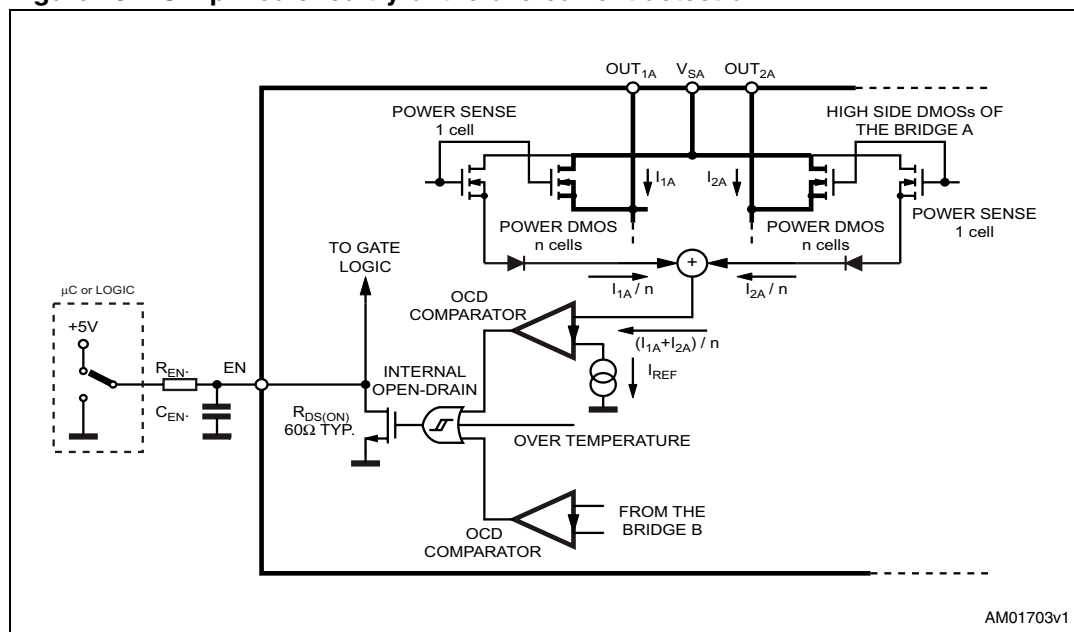 OUT1A
VSA
OUT2A
POWER SENSE
1 cell
HIGH SIDE DMOSs OF
THE BRIDGE A
I1A
I2A
POWER DMOS
n cells
POWER DMOS
n cells
POWER SENSE
1 cell
TO GATE
LOGIC
+
I1A / n
I2A / n
µC or LOGIC
+5V
OCD
COMPARATOR
(I1A+I2A) / n
IREF
REN.
EN
CEN.
INTERNAL
OPEN-DRAIN
RDS(ON)
60Ω TYP.
OVER TEMPERATURE
OCD
COMPARATOR
FROM THE
BRIDGE B
AM01703v1